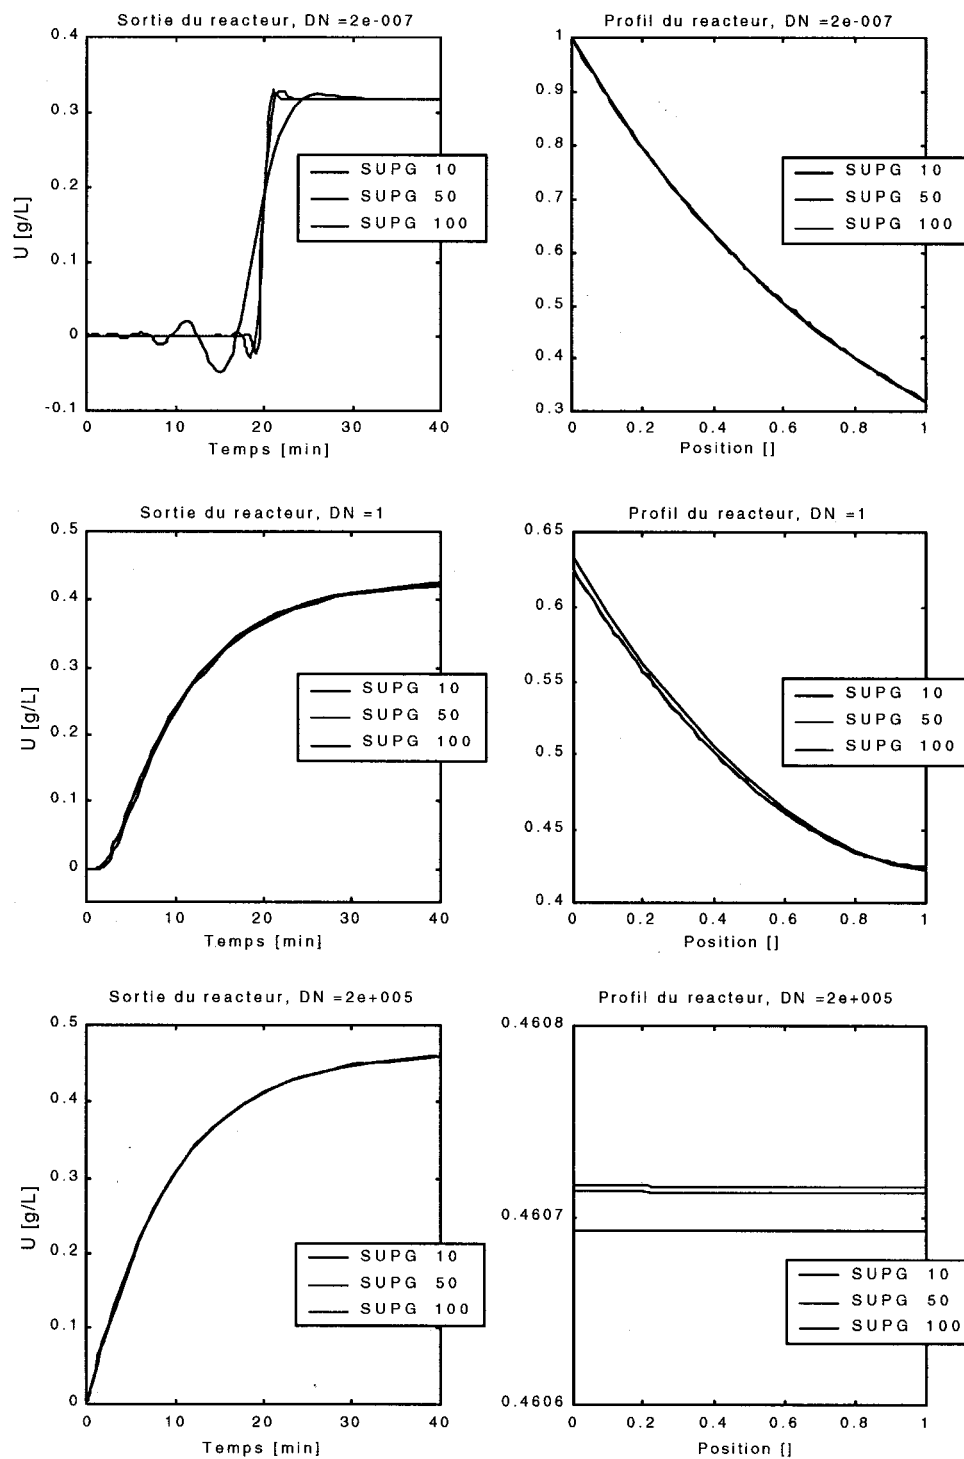 Sortie du reacteur, DN =2e-007
0.4
0.3
0.2
0.1
0
-0.1
U [g/L]
SUPG 10
SUPG 50
SUPG 100
0 10 20 30 40
Temps [min]
Profil du reacteur, DN =2e-007
1
0.9
0.8
0.7
0.6
0.5
0.4
0.3
SUPG 10
SUPG 50
SUPG 100
0 0.2 0.4 0.6 0.8 1
Position []
Sortie du reacteur, DN =1
0.5
0.4
0.3
0.2
0.1
0
U [g/L]
SUPG 10
SUPG 50
SUPG 100
0 10 20 30 40
Temps [min]
Profil du reacteur, DN =1
0.65
0.6
0.55
0.5
0.45
0.4
SUPG 10
SUPG 50
SUPG 100
0 0.2 0.4 0.6 0.8 1
Position []
Sortie du reacteur, DN =2e+005
0.5
0.4
0.3
0.2
0.1
0
U [g/L]
SUPG 10
SUPG 50
SUPG 100
0 10 20 30 40
Temps [min]
Profil du reacteur, DN =2e+005
0.4608
0.4607
0.4606
SUPG 10
SUPG 50
SUPG 100
0 0.2 0.4 0.6 0.8 1
Position []